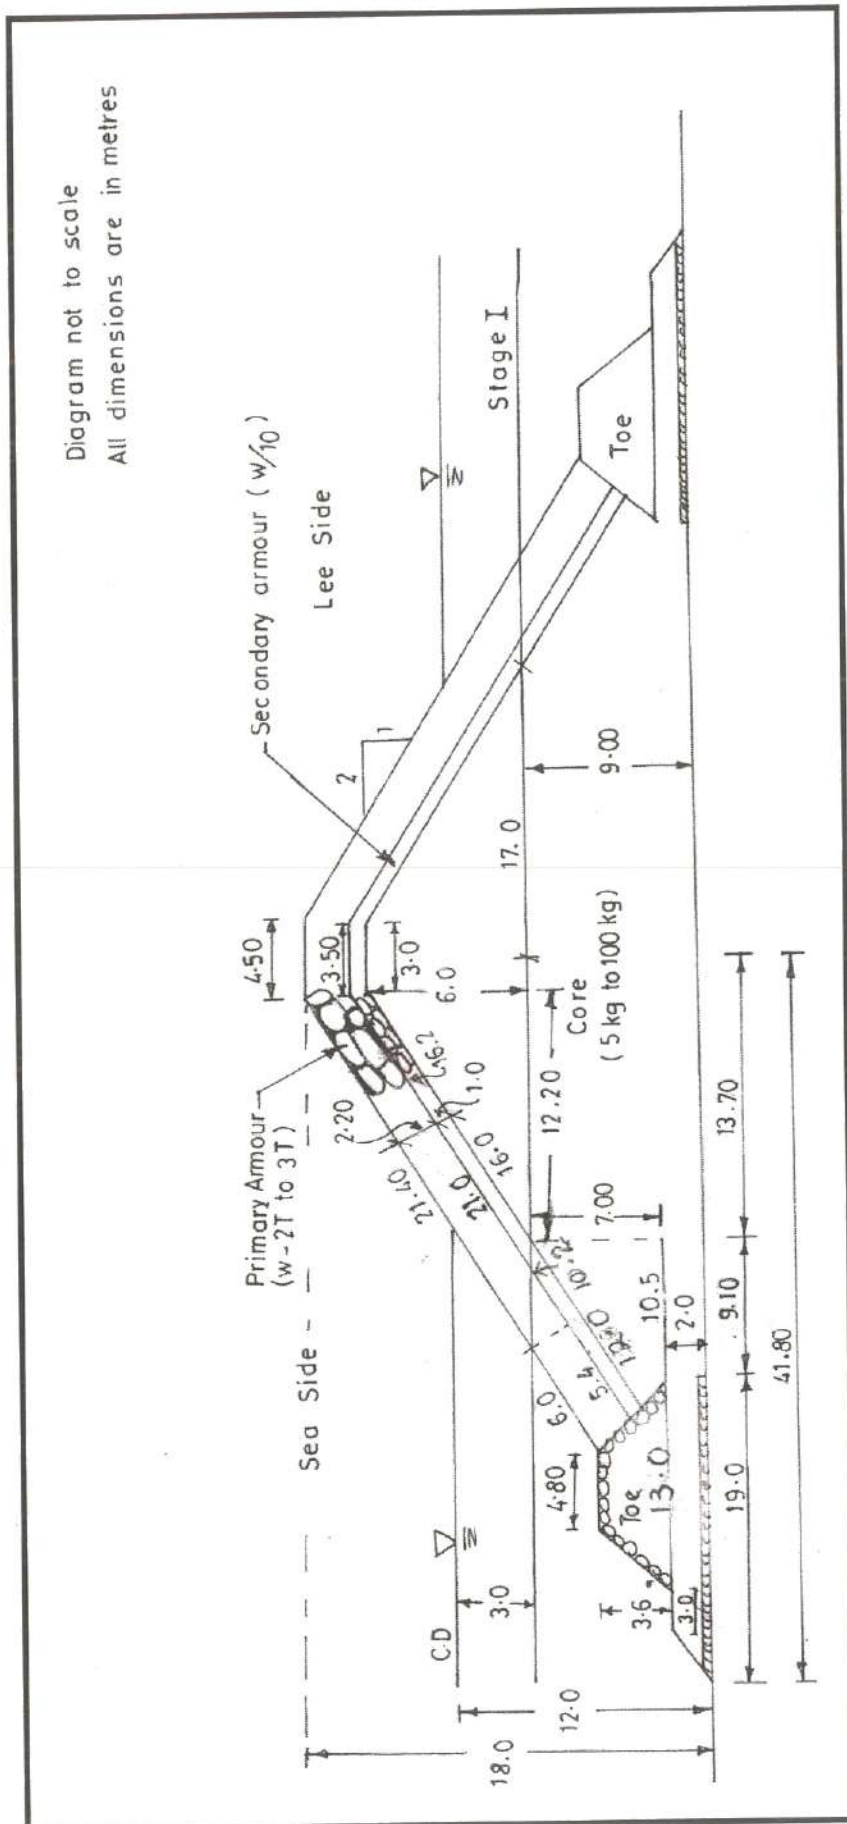 Diagram not to scale
All dimensions are in metres
Secondary armour (w/10)
Lee Side
Stage I
Toe
2
1
17.0
9.00
4.50
3.50
3.0
6.0
Core
(5 kg to 100 kg)
Primary Armour
(w-2T to 3T)
2.20
16.2
1.0
21.40
21.0
16.0
12.20
Sea Side
7.00
13.70
10.5
2.0
9.10
6.0
5.4
4.80
Toe
13.0
41.80
19.0
C.D
3.0
3.6
3.0
12.0
18.0